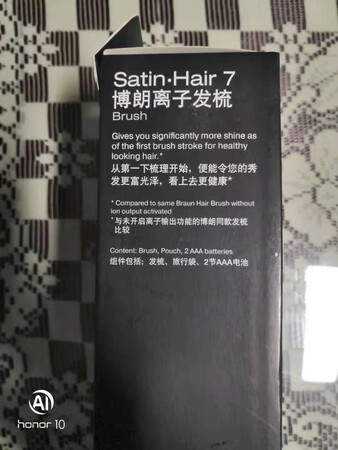 Satin•Hair 7
博朗离子发梳
Brush
Gives you significantly more shine as
of the first brush stroke for healthy
looking hair.*
从第一下梳理开始，便能令您的秀
发更富光泽，看上去更健康*
* Compared to same Braun Hair Brush without
ion output activated
*与未开启离子输出功能的博朗同款发梳
比较
Content: Brush, Pouch, 2 AAA batteries
组件包括：发梳、旅行袋、2节AAA电池
AI
honor 10